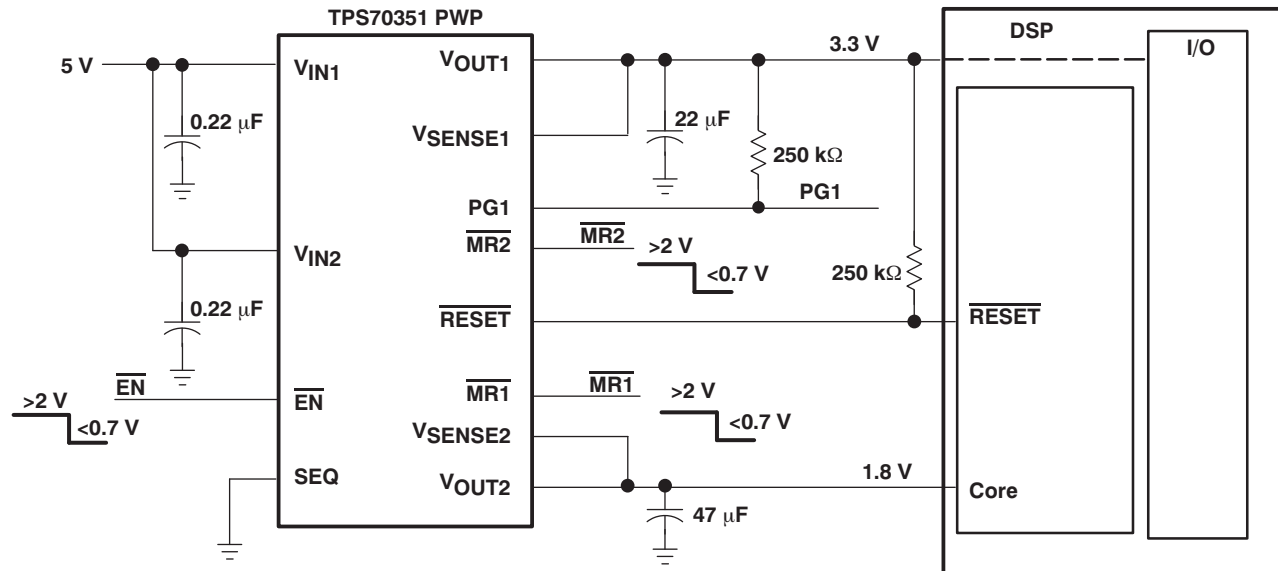 TPS70351 PWP
DSP
I/O
5 V
VIN1
VOUT1
3.3 V
0.22 μF
VSENSE1
22 μF
250 kΩ
PG1
PG1
MR2
MR2
>2 V
<0.7 V
VIN2
250 kΩ
0.22 μF
RESET
RESET
EN
EN
>2 V
<0.7 V
MR1
MR1
>2 V
<0.7 V
VSENSE2
SEQ
VOUT2
1.8 V
Core
47 μF